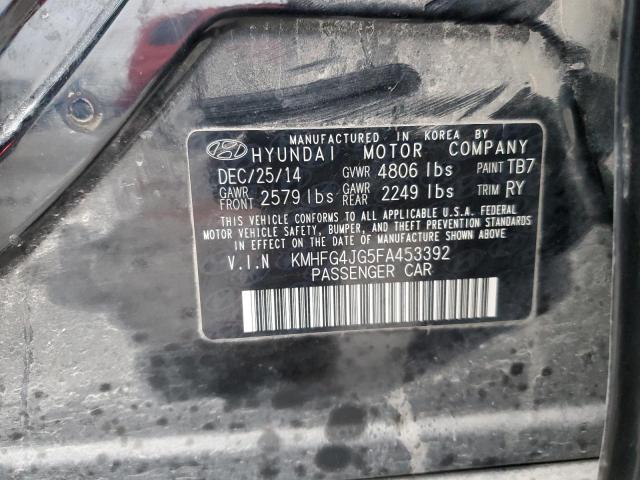 MANUFACTURED IN KOREA BY
HYUNDAI MOTOR COMPANY
DEC/25/14 GVWR 4806 lbs PAINT TB7
GAWR FRONT 2579 lbs GAWR REAR 2249 lbs TRIM RY
THIS VEHICLE CONFORMS TO ALL APPLICABLE U.S.A. FEDERAL
MOTOR VEHICLE SAFETY, BUMPER, AND THEFT PREVENTION STANDARDS
IN EFFECT ON THE DATE OF MANUFACTURE SHOWN ABOVE
V.I.N KMHFG4JG5FA453392
PASSENGER CAR